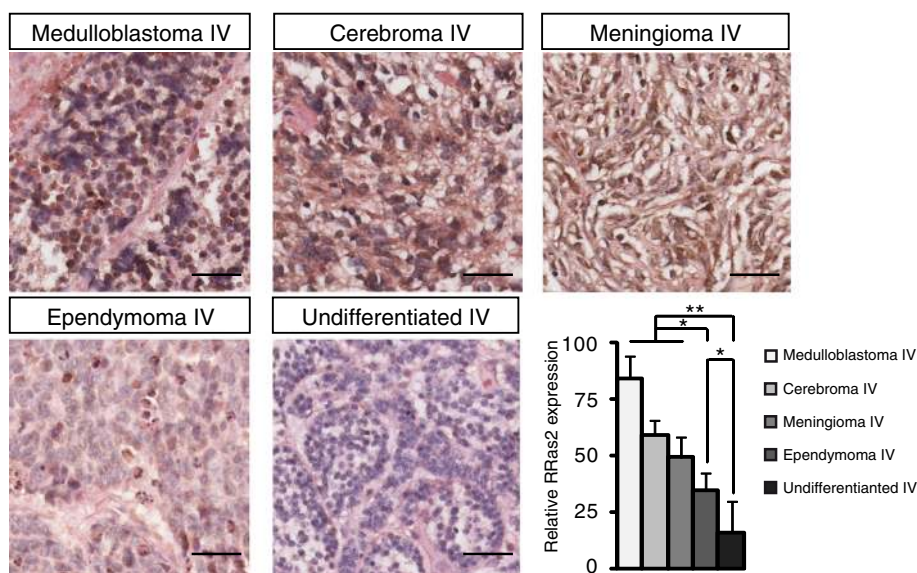 Medulloblastoma IV
Cerebroma IV
Meningioma IV
Ependymoma IV
Undifferentiated IV
**
*
*
Relative RRas2 expression
100
75
50
25
0
Medulloblastoma IV
Cerebroma IV
Meningioma IV
Ependymoma IV
Undifferentianted IV